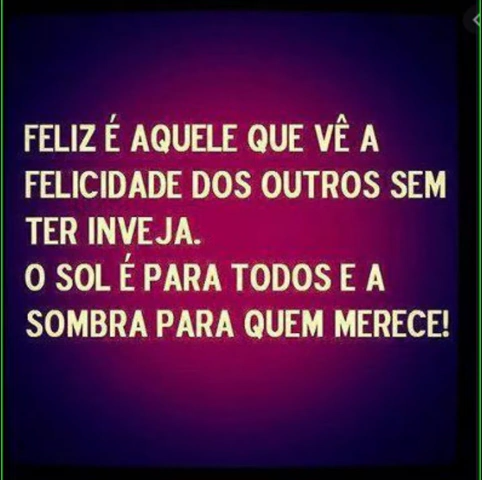 FELIZ É AQUELE QUE VÊ A
FELICIDADE DOS OUTROS SEM
TER INVEJA.
O SOL É PARA TODOS E A
SOMBRA PARA QUEM MERECE!